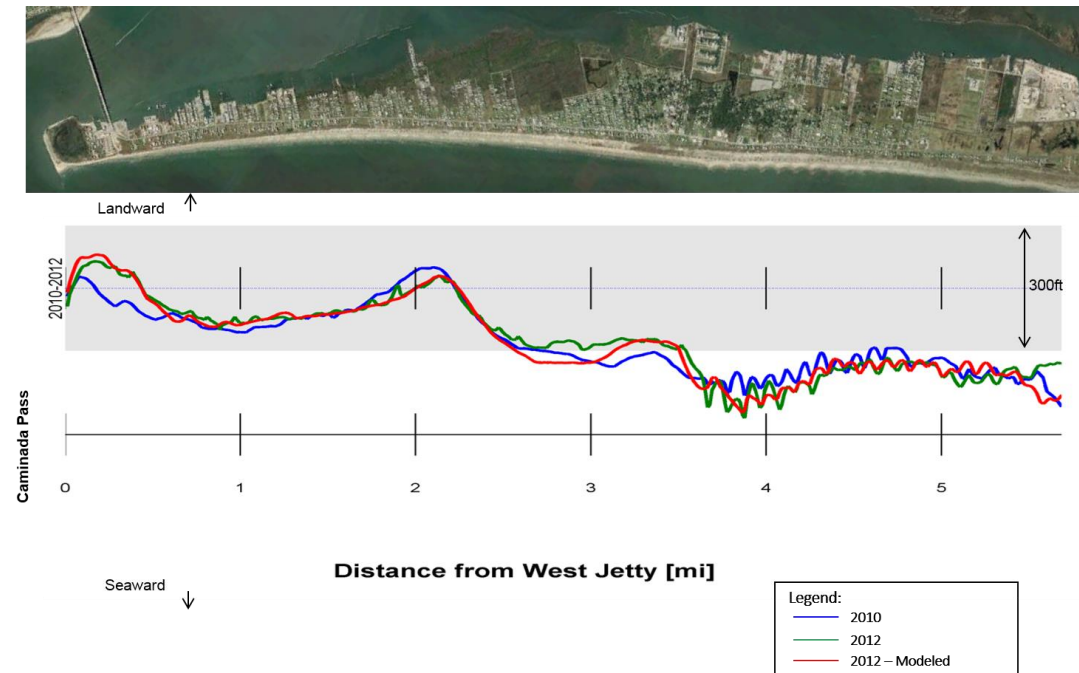 Landward
2010-2012
300ft
Caminada Pass
0 1 2 3 4 5
Distance from West Jetty [mi]
Seaward
Legend:
2010
2012
2012 – Modeled